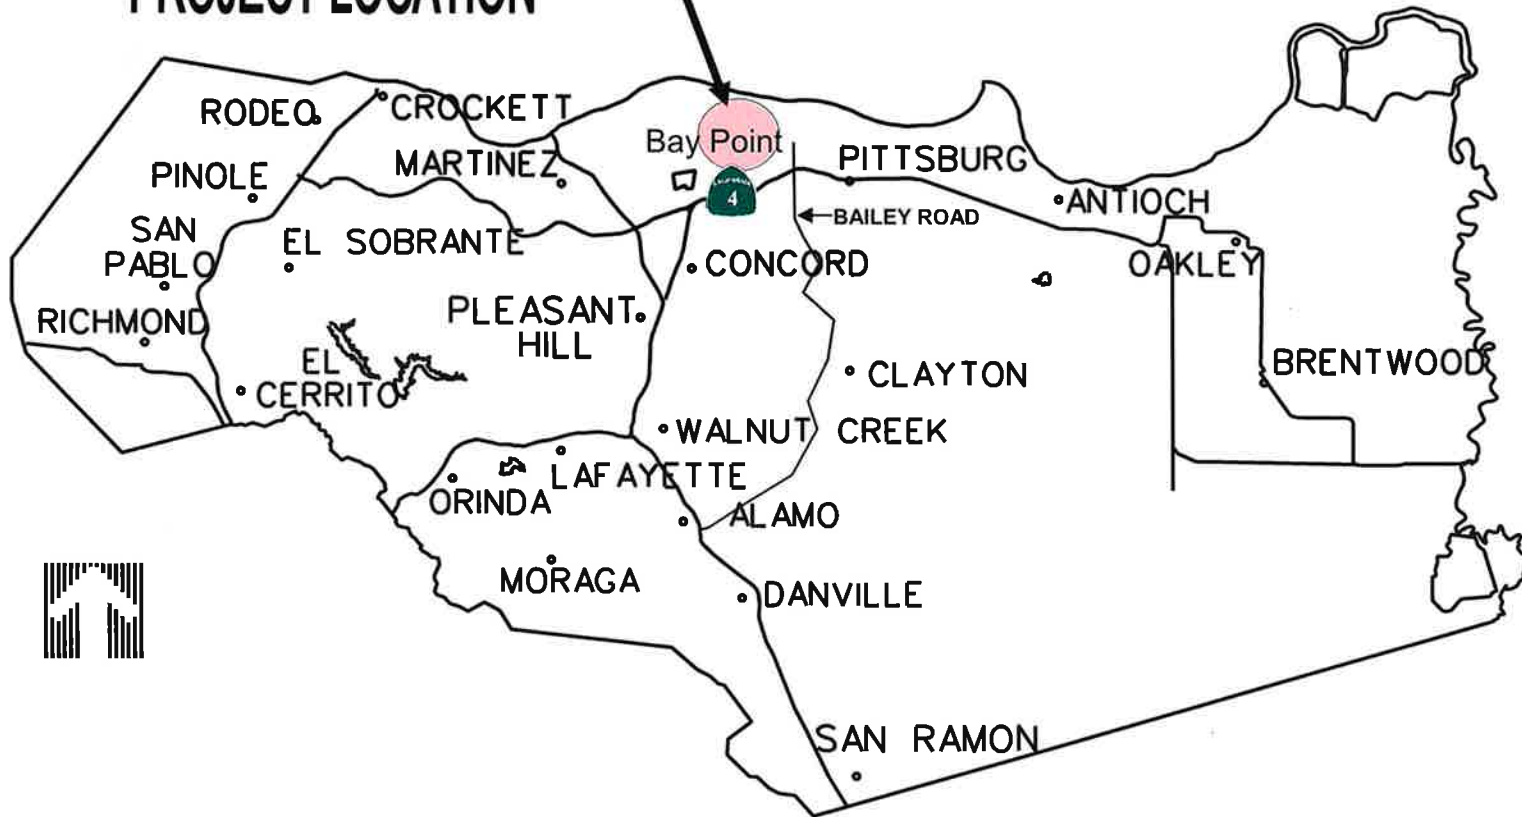 PROJECT LOCATION
RODEO
CROCKETT
Bay Point
MARTINEZ
PITTSBURG
PINOLE
4
ANTIOCH
BAILEY ROAD
SAN
PABLO
EL SOBRANTE
CONCORD
OAKLEY
RICHMOND
PLEASANT
HILL
EL
CERRITO
CLAYTON
BRENTWOOD
WALNUT CREEK
LAFAYETTE
ORINDA
ALAMO
MORAGA
DANVILLE
SAN RAMON